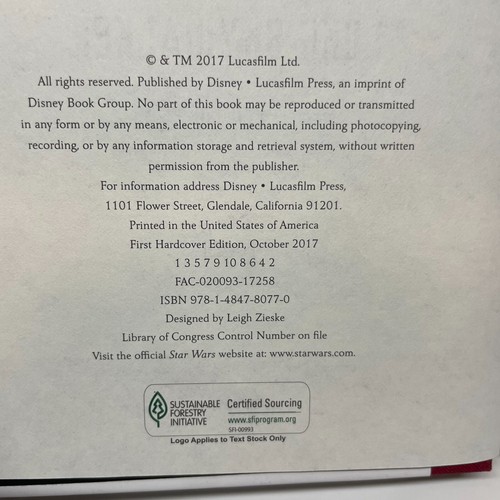 © & TM 2017 Lucasfilm Ltd.
All rights reserved. Published by Disney • Lucasfilm Press, an imprint of
Disney Book Group. No part of this book may be reproduced or transmitted
in any form or by any means, electronic or mechanical, including photocopying,
recording, or by any information storage and retrieval system, without written
permission from the publisher.
For information address Disney • Lucasfilm Press,
1101 Flower Street, Glendale, California 91201.
Printed in the United States of America
First Hardcover Edition, October 2017
1 3 5 7 9 10 8 6 4 2
FAC-020093-17258
ISBN 978-1-4847-8077-0
Designed by Leigh Zieske
Library of Congress Control Number on file
Visit the official Star Wars website at: www.starwars.com.
SUSTAINABLE
FORESTRY
INITIATIVE
Certified Sourcing
www.sfiprogram.org
SFI-00993
Logo Applies to Text Stock Only